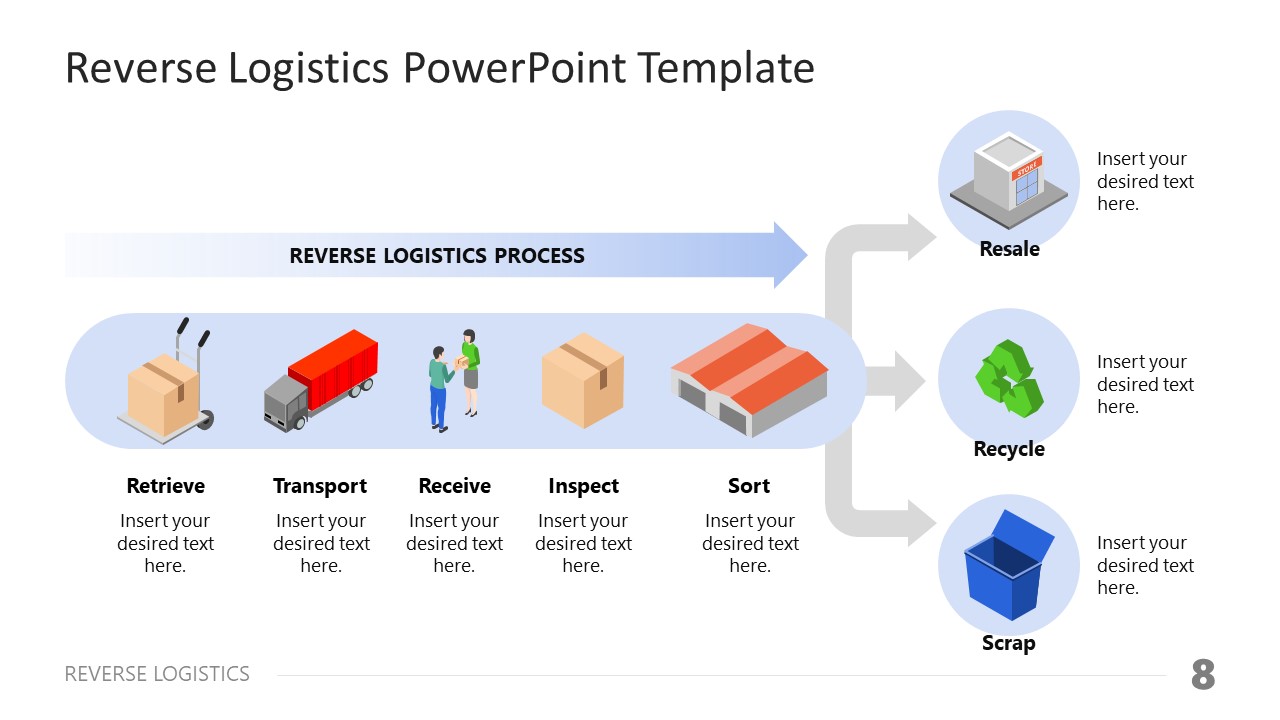 Reverse Logistics PowerPoint Template
REVERSE LOGISTICS PROCESS
Retrieve
Insert your
desired text
here.
Transport
Insert your
desired text
here.
Receive
Insert your
desired text
here.
Inspect
Insert your
desired text
here.
Sort
Insert your
desired text
here.
STORE
Resale
Insert your
desired text
here.
Recycle
Insert your
desired text
here.
Scrap
Insert your
desired text
here.
REVERSE LOGISTICS
8